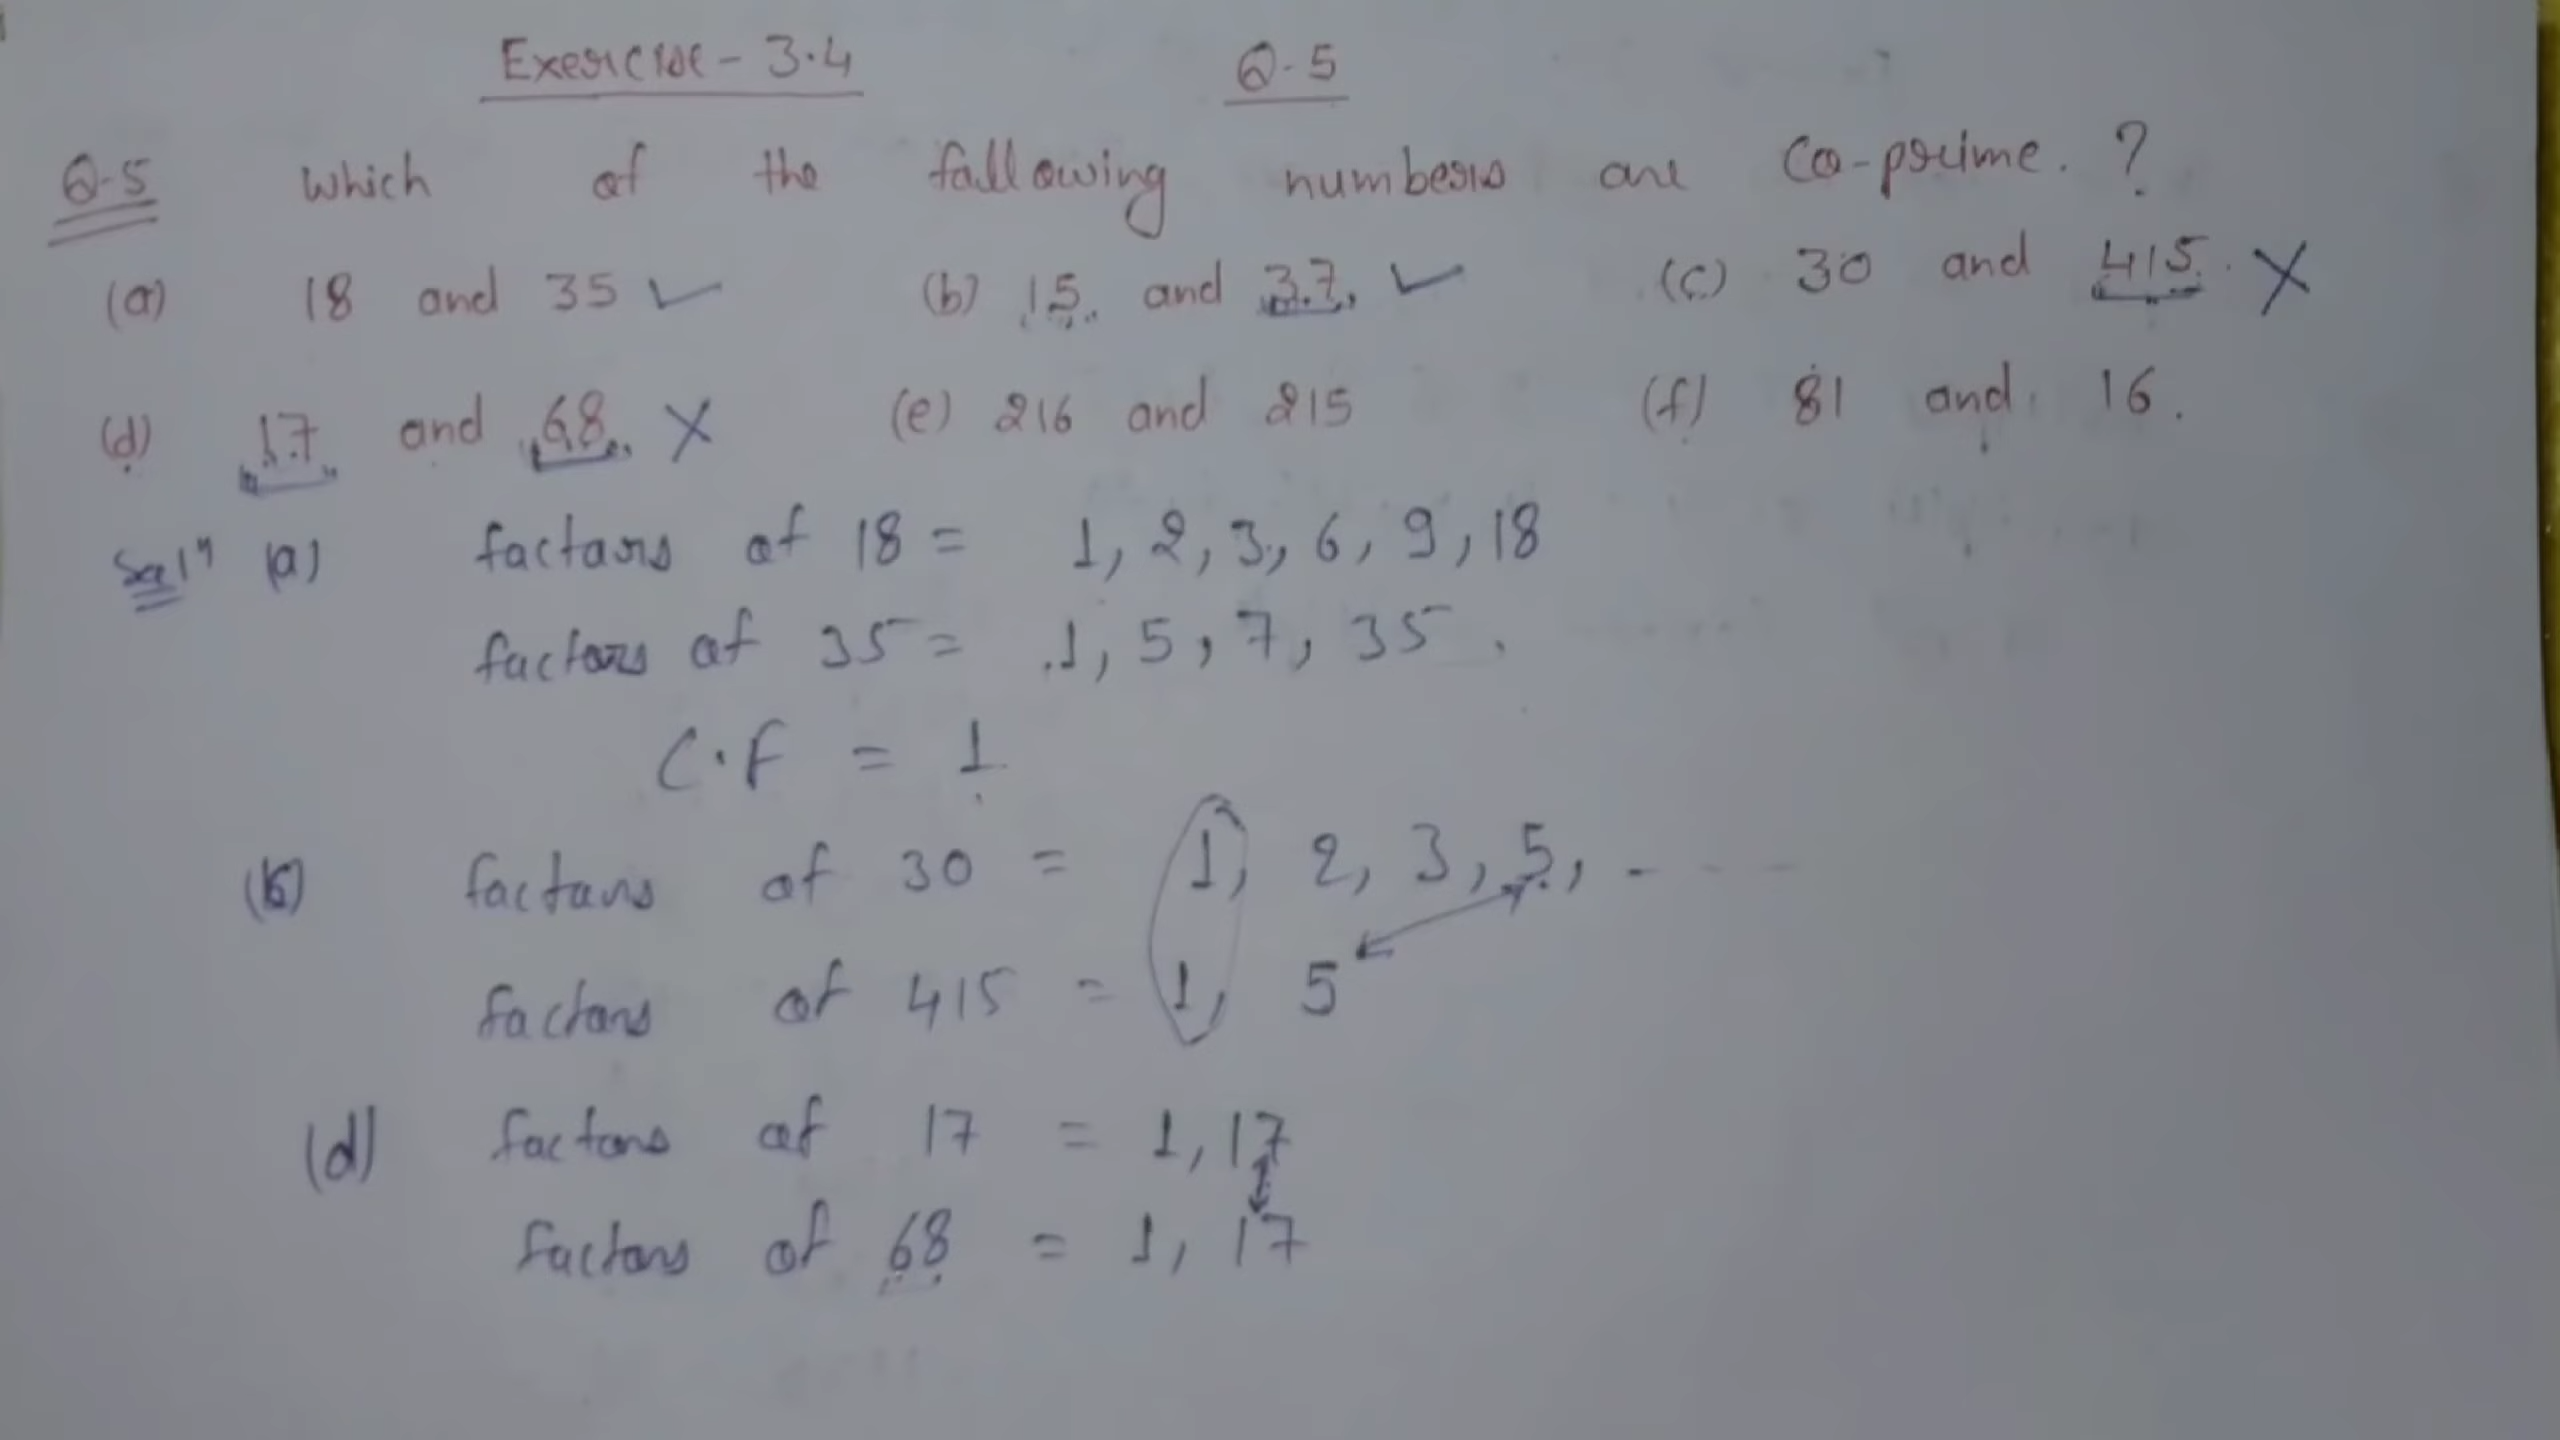 Exercise - 3.4 Q-5
Q-5 Which of the following numbers are Co-prime. ?
(a) 18 and 35 ✓ (b) 15 and 37 ✓ (c) 30 and 415 X
(d) 17 and 68 X (e) 216 and 215 (f) 81 and 16.
Solⁿ (a) factors of 18 = 1, 2, 3, 6, 9, 18
factors of 35 = 1, 5, 7, 35.
C.F = 1
factors of 30 = 1, 2, 3, 5, - - - -
factors of 415 = 1, 5
(d) factors of 17 = 1, 17
factors of 68 = 1, 17